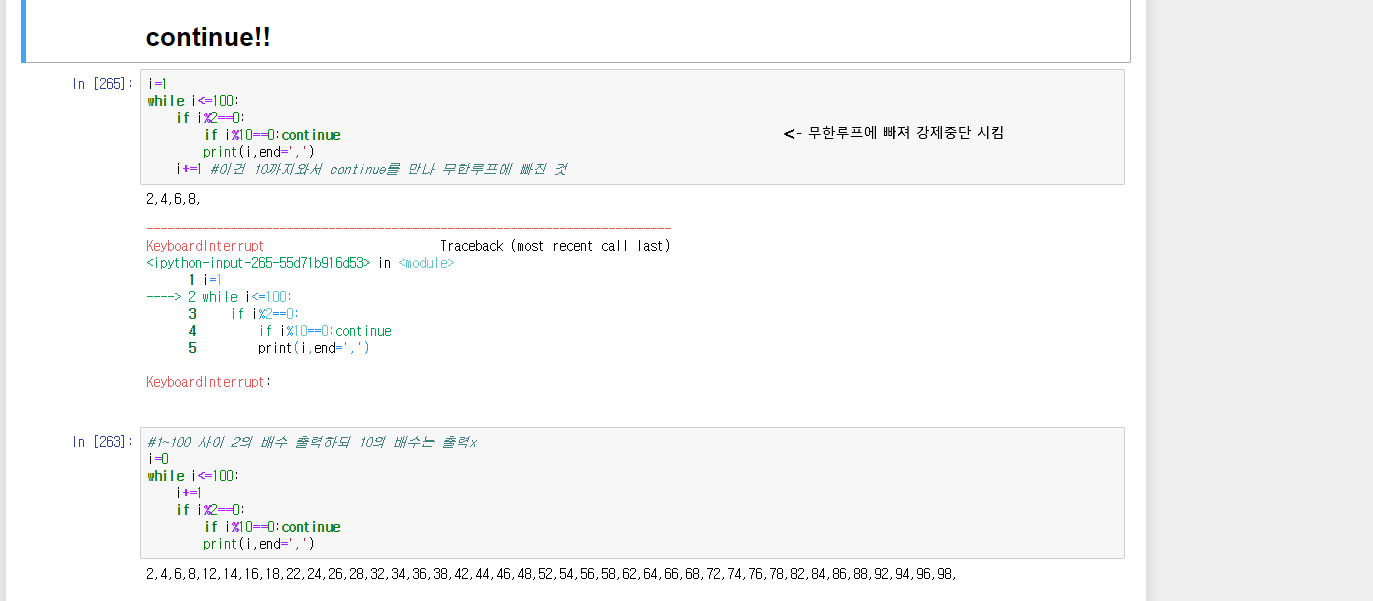 continue!!
In [265]:
i=1
while i<=100:
    if i%2==0:
        if i%10==0:continue
        print(i,end=',')
    i+=1 #이건 10까지와서 continue를 만나 무한루프에 빠진 것
<- 무한루프에 빠져 강제중단 시킴
2,4,6,8,
---------------------------------------------------------------------------
KeyboardInterrupt                         Traceback (most recent call last)
<ipython-input-265-55d71b916d53> in <module>
      1 i=1
----> 2 while i<=100:
      3     if i%2==0:
      4         if i%10==0:continue
      5         print(i,end=',')
KeyboardInterrupt:
In [263]:
#1~100 사이 2의 배수 출력하되 10의 배수는 출력x
i=0
while i<=100:
    i+=1
    if i%2==0:
        if i%10==0:continue
        print(i,end=',')
2,4,6,8,12,14,16,18,22,24,26,28,32,34,36,38,42,44,46,48,52,54,56,58,62,64,66,68,72,74,76,78,82,84,86,88,92,94,96,98,